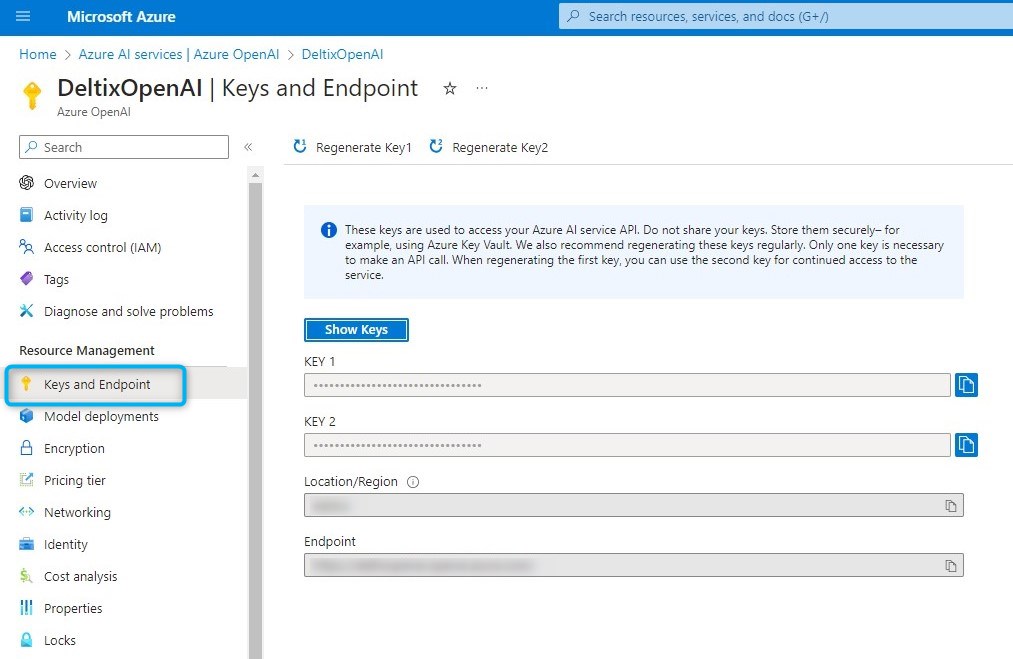 Microsoft Azure
Search resources, services, and docs (G+/)
Home > Azure AI services | Azure OpenAI > DeltixOpenAI
DeltixOpenAI | Keys and Endpoint
Azure OpenAI
Search
Regenerate Key1
Regenerate Key2
Overview
Activity log
Access control (IAM)
Tags
Diagnose and solve problems
Resource Management
Keys and Endpoint
Model deployments
Encryption
Pricing tier
Networking
Identity
Cost analysis
Properties
Locks
These keys are used to access your Azure AI service API. Do not share your keys. Store them securely– for
example, using Azure Key Vault. We also recommend regenerating these keys regularly. Only one key is necessary
to make an API call. When regenerating the first key, you can use the second key for continued access to the
service.
Show Keys
KEY 1
KEY 2
Location/Region
Endpoint